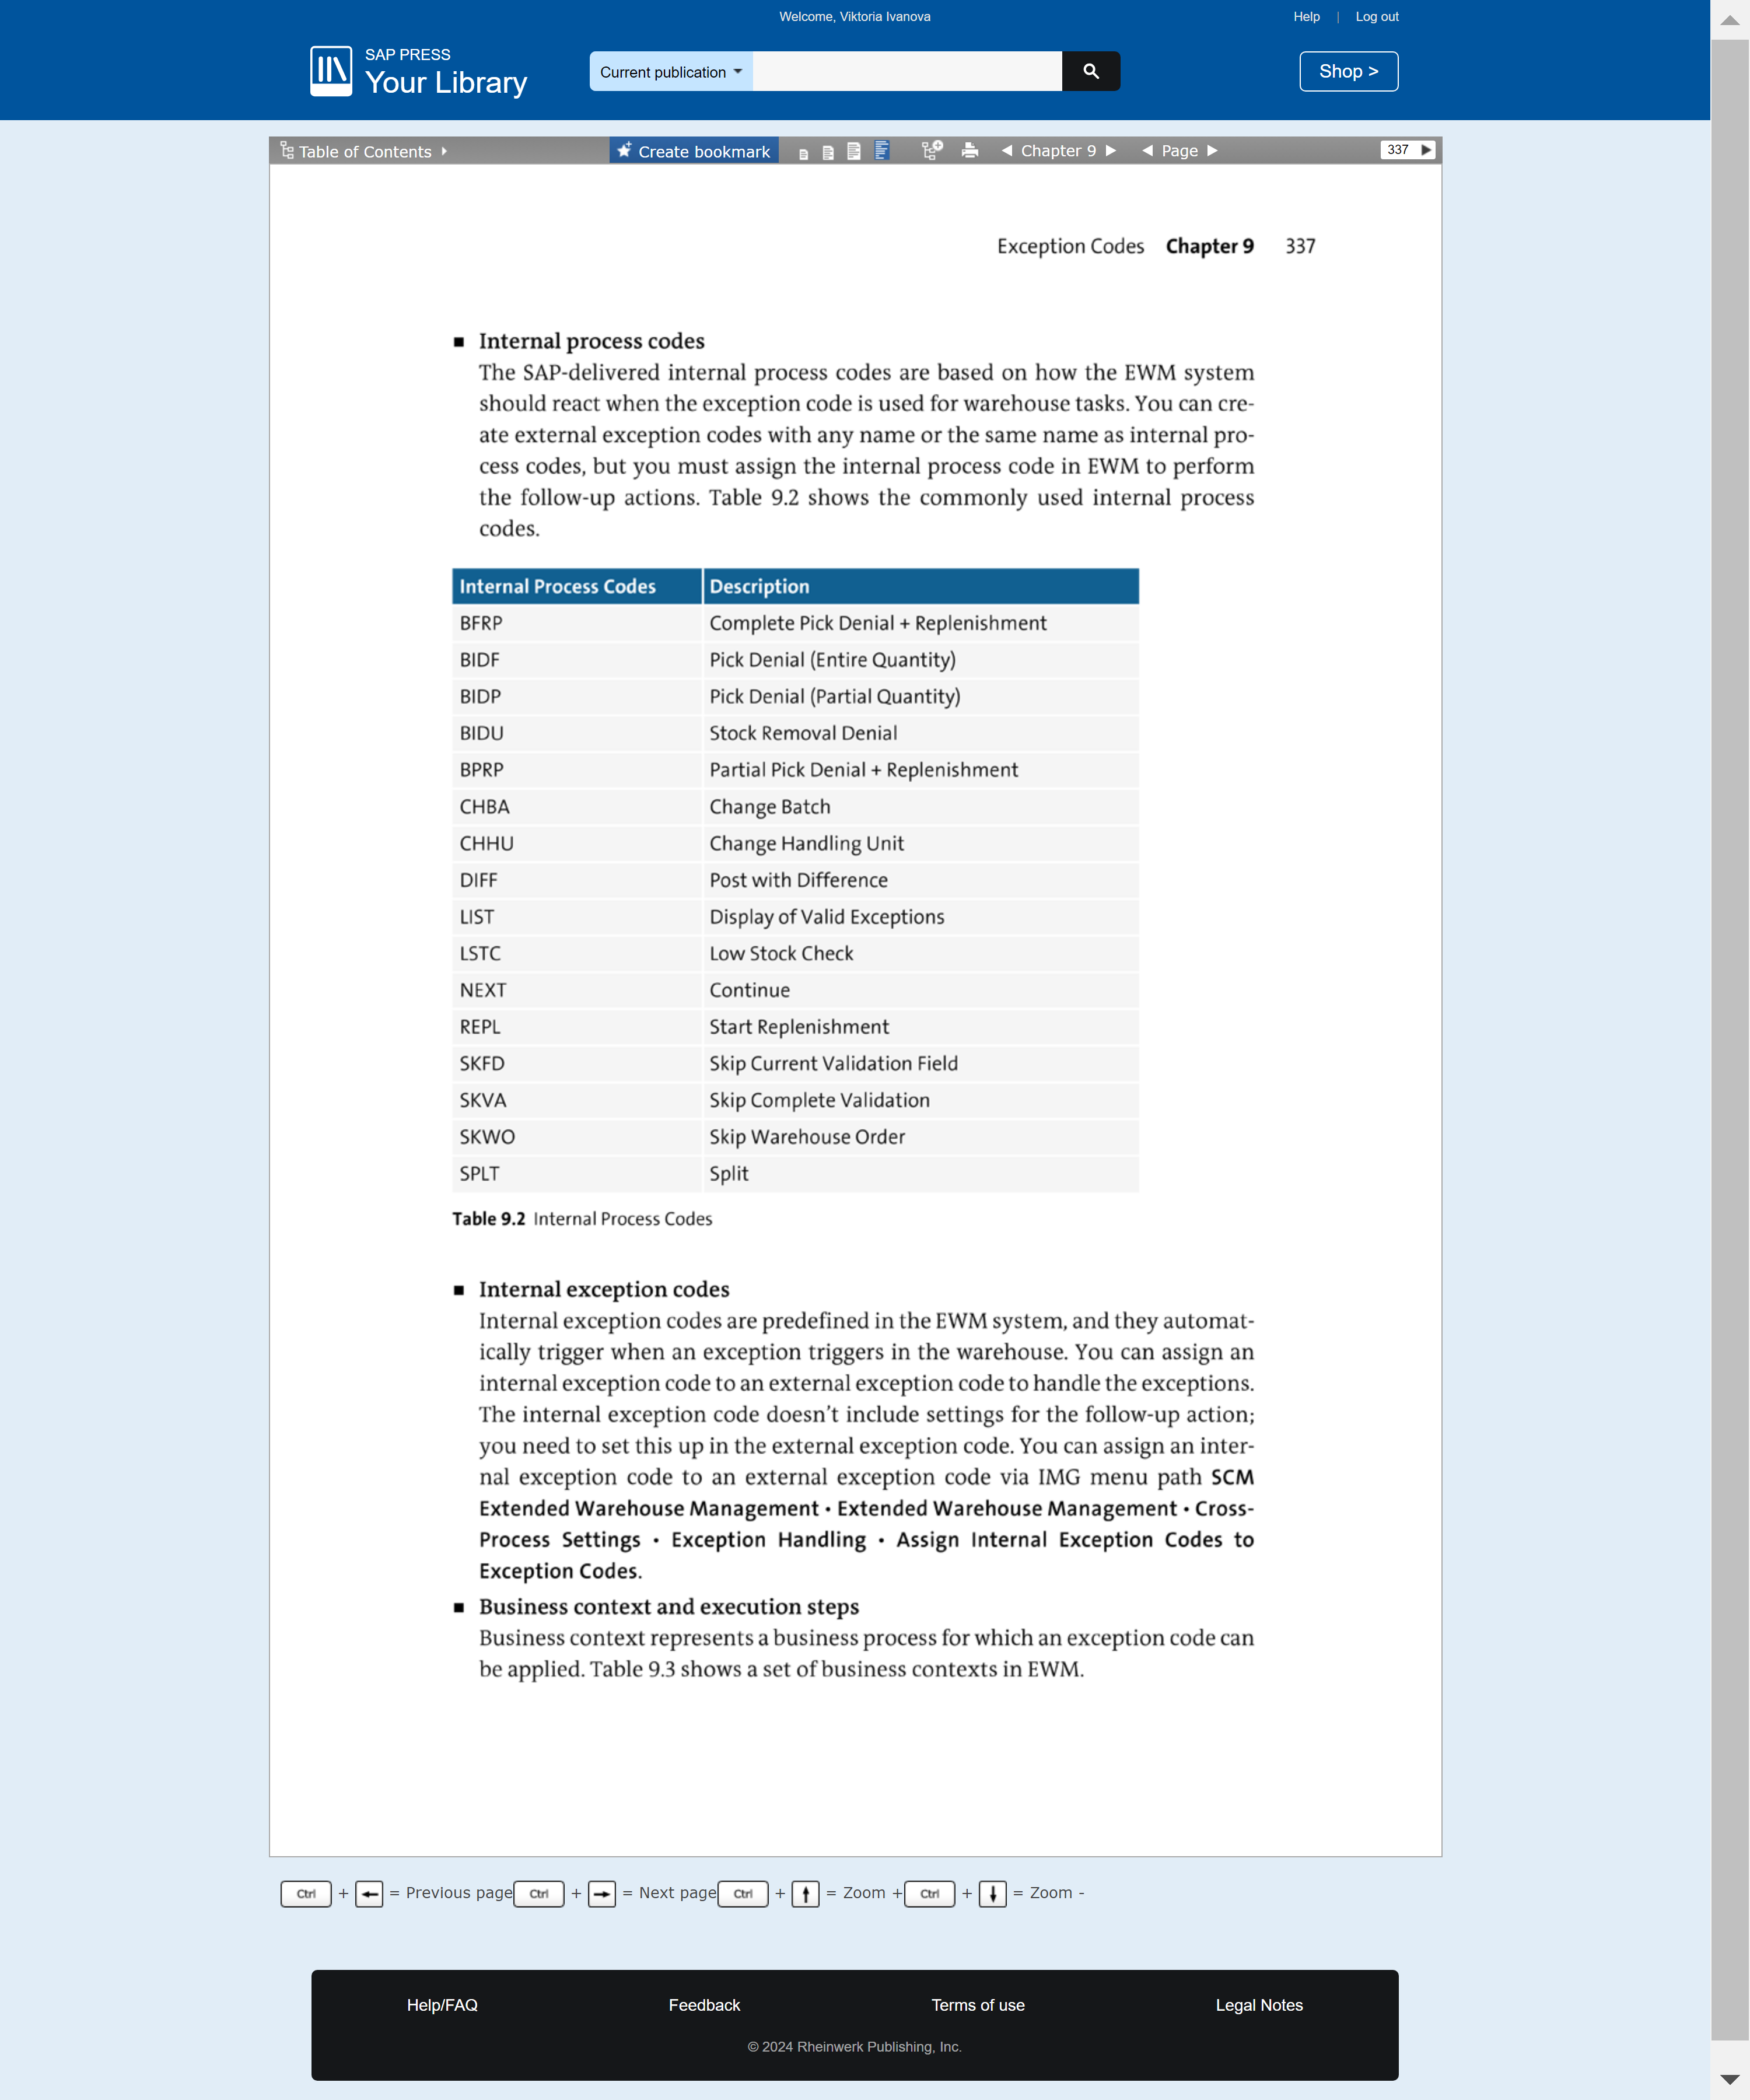 Welcome, Viktoria Ivanova
Help | Log out
SAP PRESS
Your Library
Current publication
Shop >
Table of Contents
Create bookmark
Chapter 9
Page
337
Exception Codes Chapter 9 337
■ Internal process codes
The SAP-delivered internal process codes are based on how the EWM system
should react when the exception code is used for warehouse tasks. You can cre-
ate external exception codes with any name or the same name as internal pro-
cess codes, but you must assign the internal process code in EWM to perform
the follow-up actions. Table 9.2 shows the commonly used internal process
codes.
Internal Process Codes Description
BFRP Complete Pick Denial + Replenishment
BIDF Pick Denial (Entire Quantity)
BIDP Pick Denial (Partial Quantity)
BIDU Stock Removal Denial
BPRP Partial Pick Denial + Replenishment
CHBA Change Batch
CHHU Change Handling Unit
DIFF Post with Difference
LIST Display of Valid Exceptions
LSTC Low Stock Check
NEXT Continue
REPL Start Replenishment
SKFD Skip Current Validation Field
SKVA Skip Complete Validation
SKWO Skip Warehouse Order
SPLT Split
Table 9.2 Internal Process Codes
■ Internal exception codes
Internal exception codes are predefined in the EWM system, and they automat-
ically trigger when an exception triggers in the warehouse. You can assign an
internal exception code to an external exception code to handle the exceptions.
The internal exception code doesn't include settings for the follow-up action;
you need to set this up in the external exception code. You can assign an inter-
nal exception code to an external exception code via IMG menu path SCM
Extended Warehouse Management • Extended Warehouse Management • Cross-
Process Settings • Exception Handling • Assign Internal Exception Codes to
Exception Codes.
■ Business context and execution steps
Business context represents a business process for which an exception code can
be applied. Table 9.3 shows a set of business contexts in EWM.
Ctrl + ← = Previous page Ctrl + → = Next page Ctrl + ↑ = Zoom + Ctrl + ↓ = Zoom -
Help/FAQ Feedback Terms of use Legal Notes
© 2024 Rheinwerk Publishing, Inc.